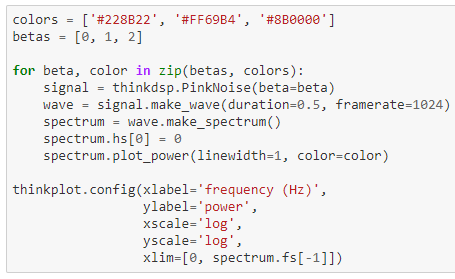 colors = ['#228B22', '#FF69B4', '#8B0000']
betas = [0, 1, 2]

for beta, color in zip(betas, colors):
    signal = thinkdsp.PinkNoise(beta=beta)
    wave = signal.make_wave(duration=0.5, framerate=1024)
    spectrum = wave.make_spectrum()
    spectrum.hs[0] = 0
    spectrum.plot_power(linewidth=1, color=color)

thinkplot.config(xlabel='frequency (Hz)',
                 ylabel='power',
                 xscale='log',
                 yscale='log',
                 xlim=[0, spectrum.fs[-1]])